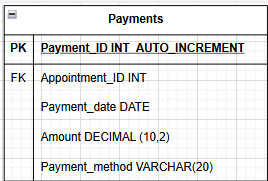 Payments
PK Payment_ID INT AUTO_INCREMENT
FK Appointment_ID INT
Payment_date DATE
Amount DECIMAL (10,2)
Payment_method VARCHAR(20)